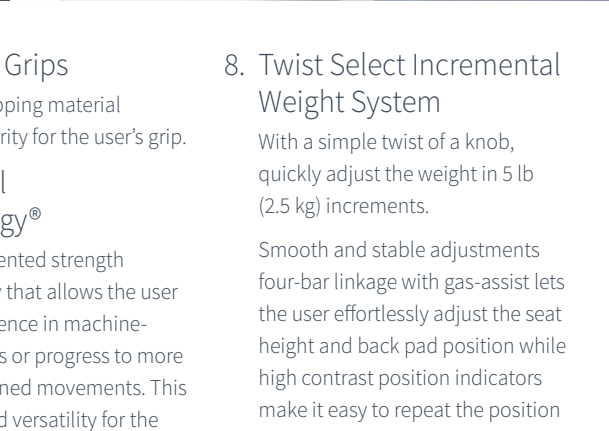 Grips
pping material
rity for the user's grip.
l
gy®
ented strength
that allows the user
ence in machine-
s or progress to more
ned movements. This
d versatility for the
8. Twist Select Incremental
Weight System
With a simple twist of a knob,
quickly adjust the weight in 5 lb
(2.5 kg) increments.
Smooth and stable adjustments
four-bar linkage with gas-assist lets
the user effortlessly adjust the seat
height and back pad position while
high contrast position indicators
make it easy to repeat the position